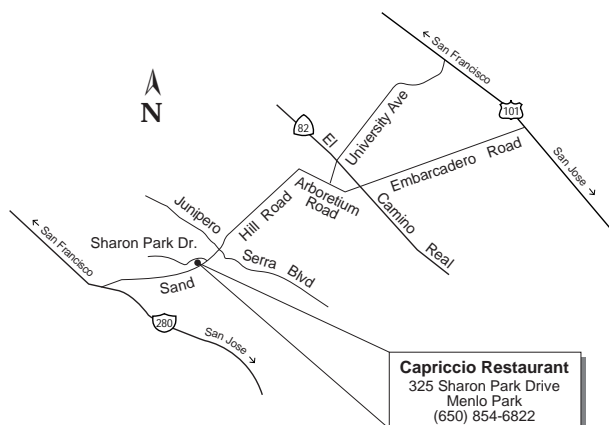 ← San Francisco
101
San Jose →
N
82
El Camino Real
University Ave
Embarcadero Road
Arboretium
Road
Sand Hill Road
Junipero Serra Blvd
Sharon Park Dr.
← San Francisco
280
San Jose →
Capriccio Restaurant
325 Sharon Park Drive
Menlo Park
(650) 854-6822